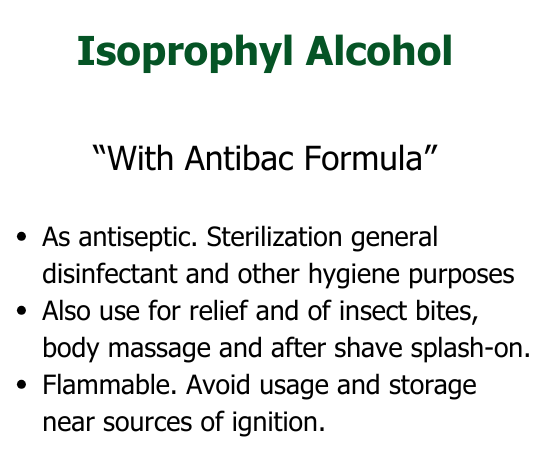 Isoprophyl Alcohol
“With Antibac Formula”
• As antiseptic. Sterilization general
disinfectant and other hygiene purposes
• Also use for relief and of insect bites,
body massage and after shave splash-on.
• Flammable. Avoid usage and storage
near sources of ignition.